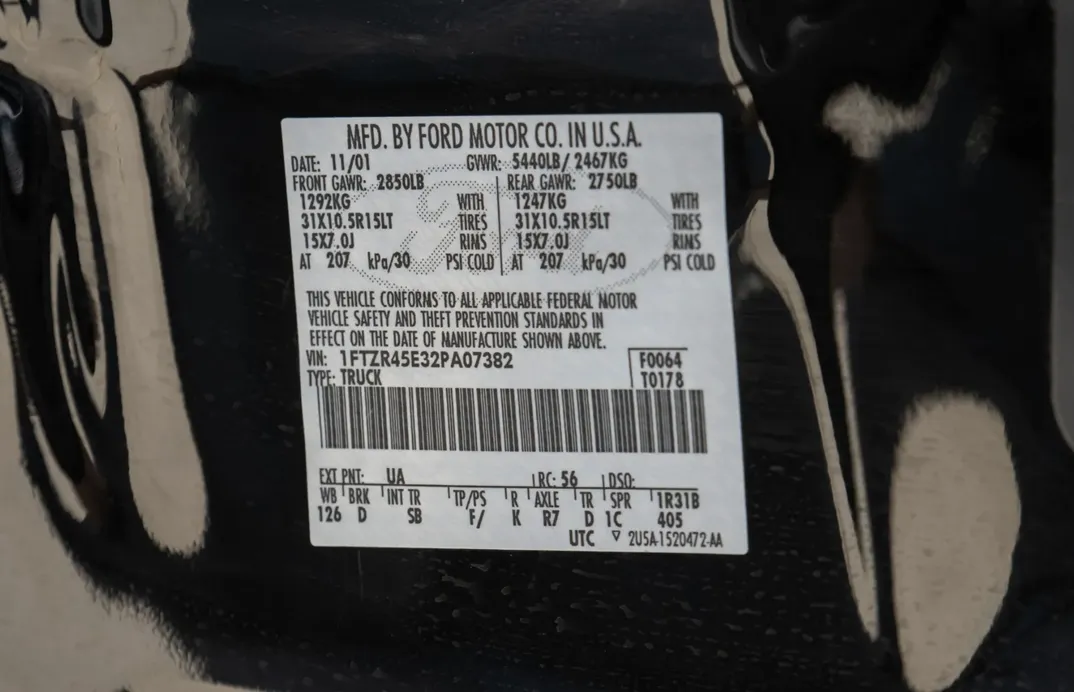 MFD. BY FORD MOTOR CO. IN U.S.A.
DATE: 11/01 GVWR: 5440LB/ 2467KG
FRONT GAWR: 2850LB REAR GAWR: 2750LB
1292KG WITH 1247KG WITH
31X10.5R15LT TIRES 31X10.5R15LT TIRES
15X7.0J RIMS 15X7.0J RIMS
AT 207 kPa/30 PSI COLD AT 207 kPa/30 PSI COLD
THIS VEHICLE CONFORMS TO ALL APPLICABLE FEDERAL MOTOR
VEHICLE SAFETY AND THEFT PREVENTION STANDARDS IN
EFFECT ON THE DATE OF MANUFACTURE SHOWN ABOVE.
VIN: 1FTZR45E32PA07382 F0064
TYPE: TRUCK T0178
EXT PNT: UA RC: 56 DSO:
WB BRK INT TR TP/PS R AXLE TR SPR 1R31B
126 D SB F/ K R7 D 1C 405
UTC ▽ 2U5A-1520472-AA